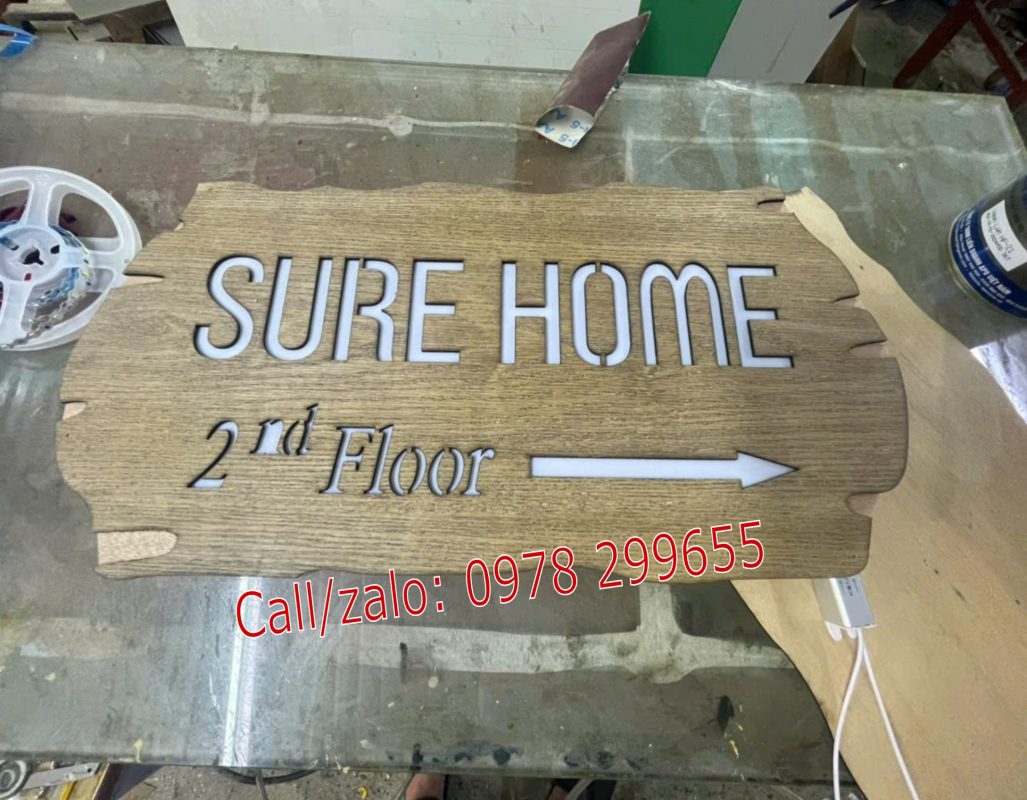 SURE HOME
2nd Floor
Call/zalo: 0978 299655